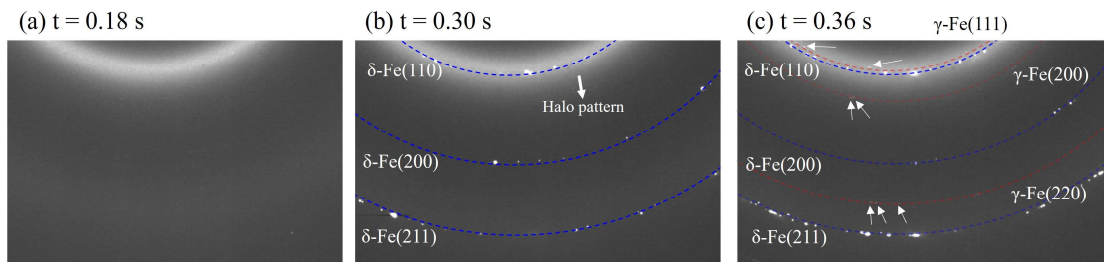 (a) t = 0.18 s
(b) t = 0.30 s
δ-Fe(110)
Halo pattern
δ-Fe(200)
δ-Fe(211)
(c) t = 0.36 s
γ-Fe(111)
δ-Fe(110)
γ-Fe(200)
δ-Fe(200)
γ-Fe(220)
δ-Fe(211)